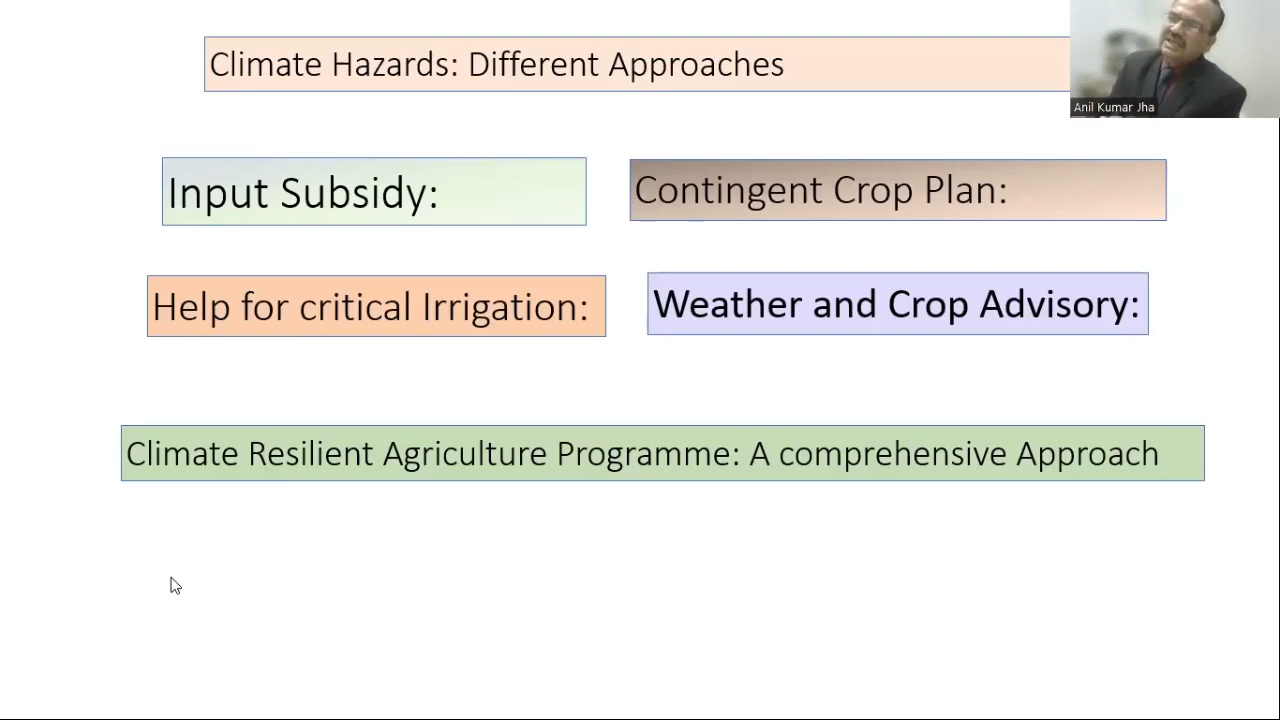 Climate Hazards: Different Approaches
Anil Kumar Jha
Input Subsidy:
Contingent Crop Plan:
Help for critical Irrigation:
Weather and Crop Advisory:
Climate Resilient Agriculture Programme: A comprehensive Approach